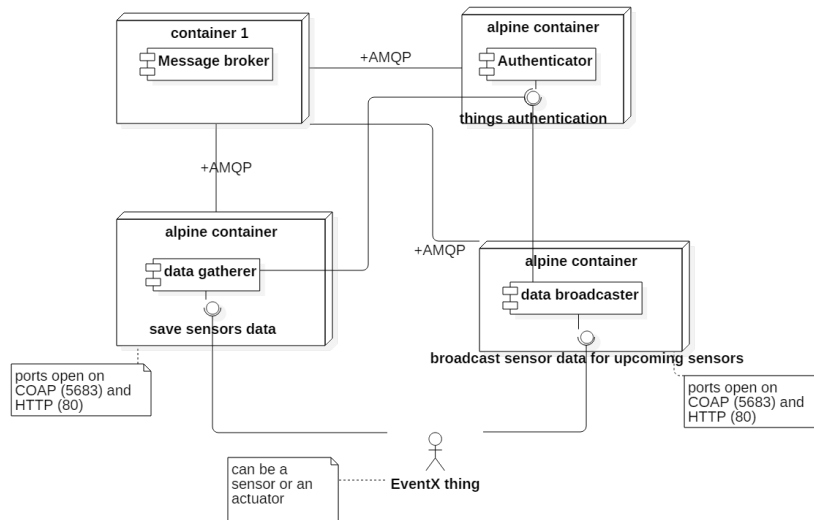 container 1
Message broker
+AMQP
alpine container
Authenticator
things authentication
+AMQP
alpine container
data gatherer
save sensors data
+AMQP
alpine container
data broadcaster
broadcast sensor data for upcoming sensors
ports open on
COAP (5683) and
HTTP (80)
ports open on
COAP (5683) and
HTTP (80)
can be a
sensor or an
actuator
EventX thing